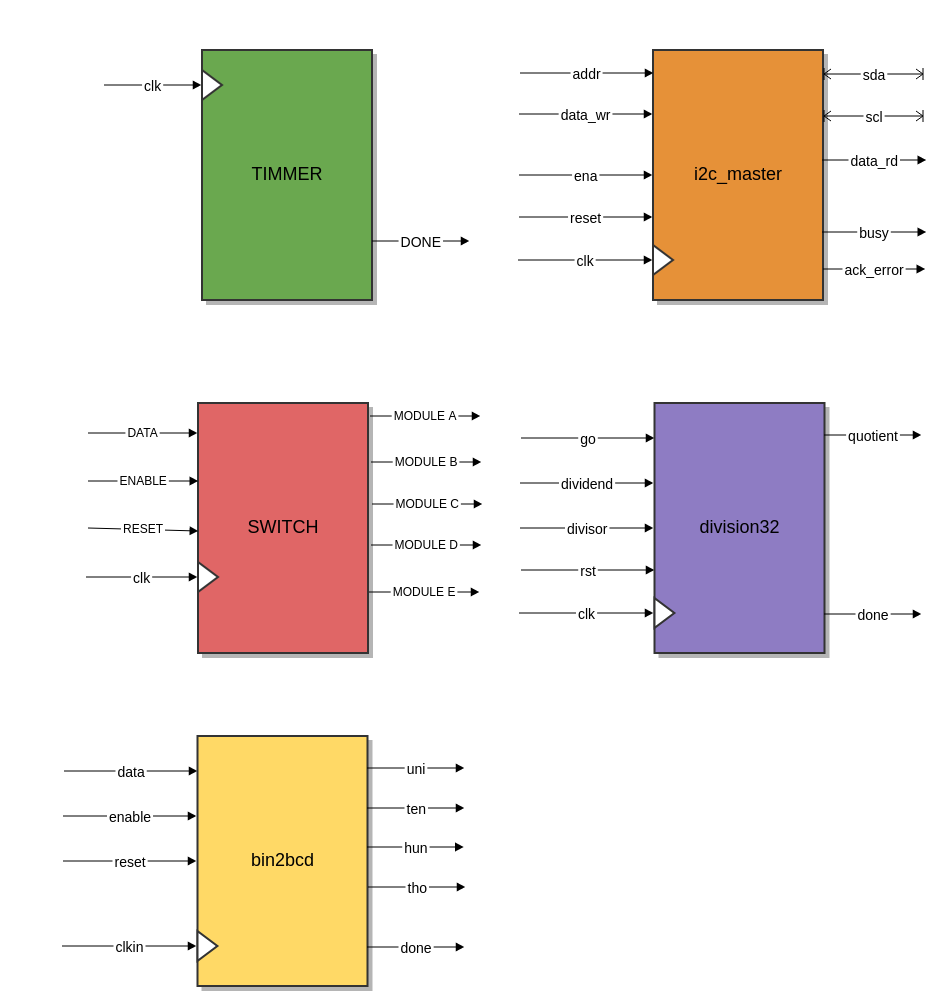 clk
TIMMER
DONE
addr
data_wr
ena
reset
clk
i2c_master
sda
scl
data_rd
busy
ack_error
DATA
ENABLE
RESET
clk
SWITCH
MODULE A
MODULE B
MODULE C
MODULE D
MODULE E
go
dividend
divisor
rst
clk
division32
quotient
done
data
enable
reset
clkin
bin2bcd
uni
ten
hun
tho
done